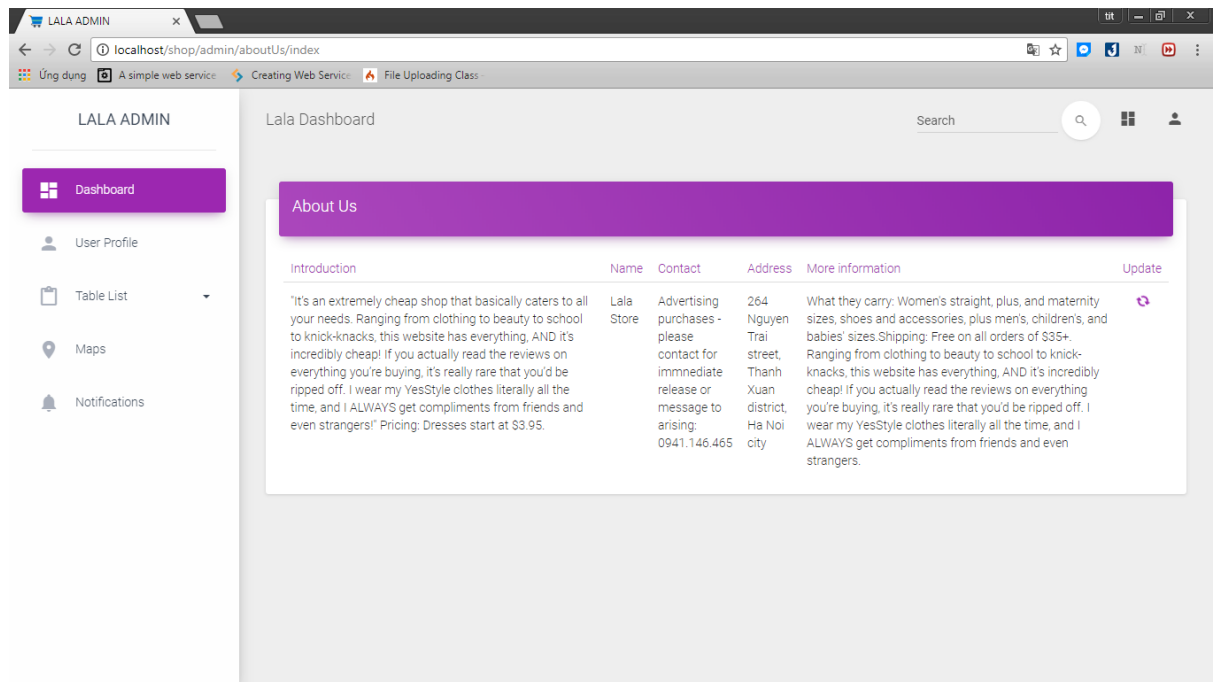 LALA ADMIN
tit
localhost/shop/admin/aboutUs/index
Ứng dụng
A simple web service
Creating Web Service
File Uploading Class -
LALA ADMIN
Dashboard
User Profile
Table List
Maps
Notifications
Lala Dashboard
Search
About Us
Introduction
Name
Contact
Address
More information
Update
"It's an extremely cheap shop that basically caters to all
your needs. Ranging from clothing to beauty to school
to knick-knacks, this website has everything, AND it's
incredibly cheap! If you actually read the reviews on
everything you're buying, it's really rare that you'd be
ripped off. I wear my YesStyle clothes literally all the
time, and I ALWAYS get compliments from friends and
even strangers!" Pricing: Dresses start at $3.95.
Lala
Store
Advertising
purchases -
please
contact for
immnediate
release or
message to
arising:
0941.146.465
264
Nguyen
Trai
street,
Thanh
Xuan
district,
Ha Noi
city
What they carry: Women's straight, plus, and maternity
sizes, shoes and accessories, plus men's, children's, and
babies' sizes.Shipping: Free on all orders of $35+.
Ranging from clothing to beauty to school to knick-
knacks, this website has everything, AND it's incredibly
cheap! If you actually read the reviews on everything
you're buying, it's really rare that you'd be ripped off. I
wear my YesStyle clothes literally all the time, and I
ALWAYS get compliments from friends and even
strangers.